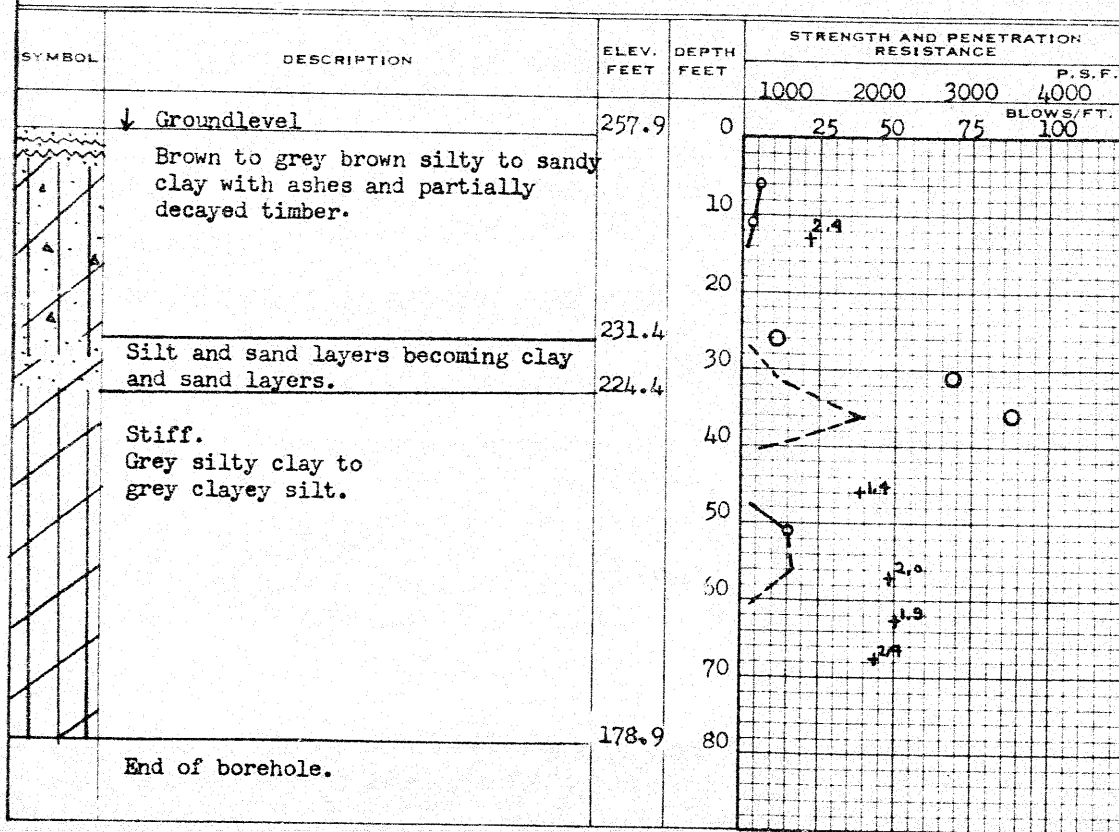 SYMBOL DESCRIPTION ELEV. FEET DEPTH FEET STRENGTH AND PENETRATION RESISTANCE
P.S.F.
1000 2000 3000 4000
BLOWS/FT.
25 50 75 100
↓ Groundlevel 257.9 0
Brown to grey brown silty to sandy
clay with ashes and partially
decayed timber.
10
+2.4
20
231.4
Silt and sand layers becoming clay
and sand layers.
30
224.4
Stiff.
Grey silty clay to
grey clayey silt.
40
+1.4
50
+2.0
60
+1.9
+2.4
70
178.9 80
End of borehole.